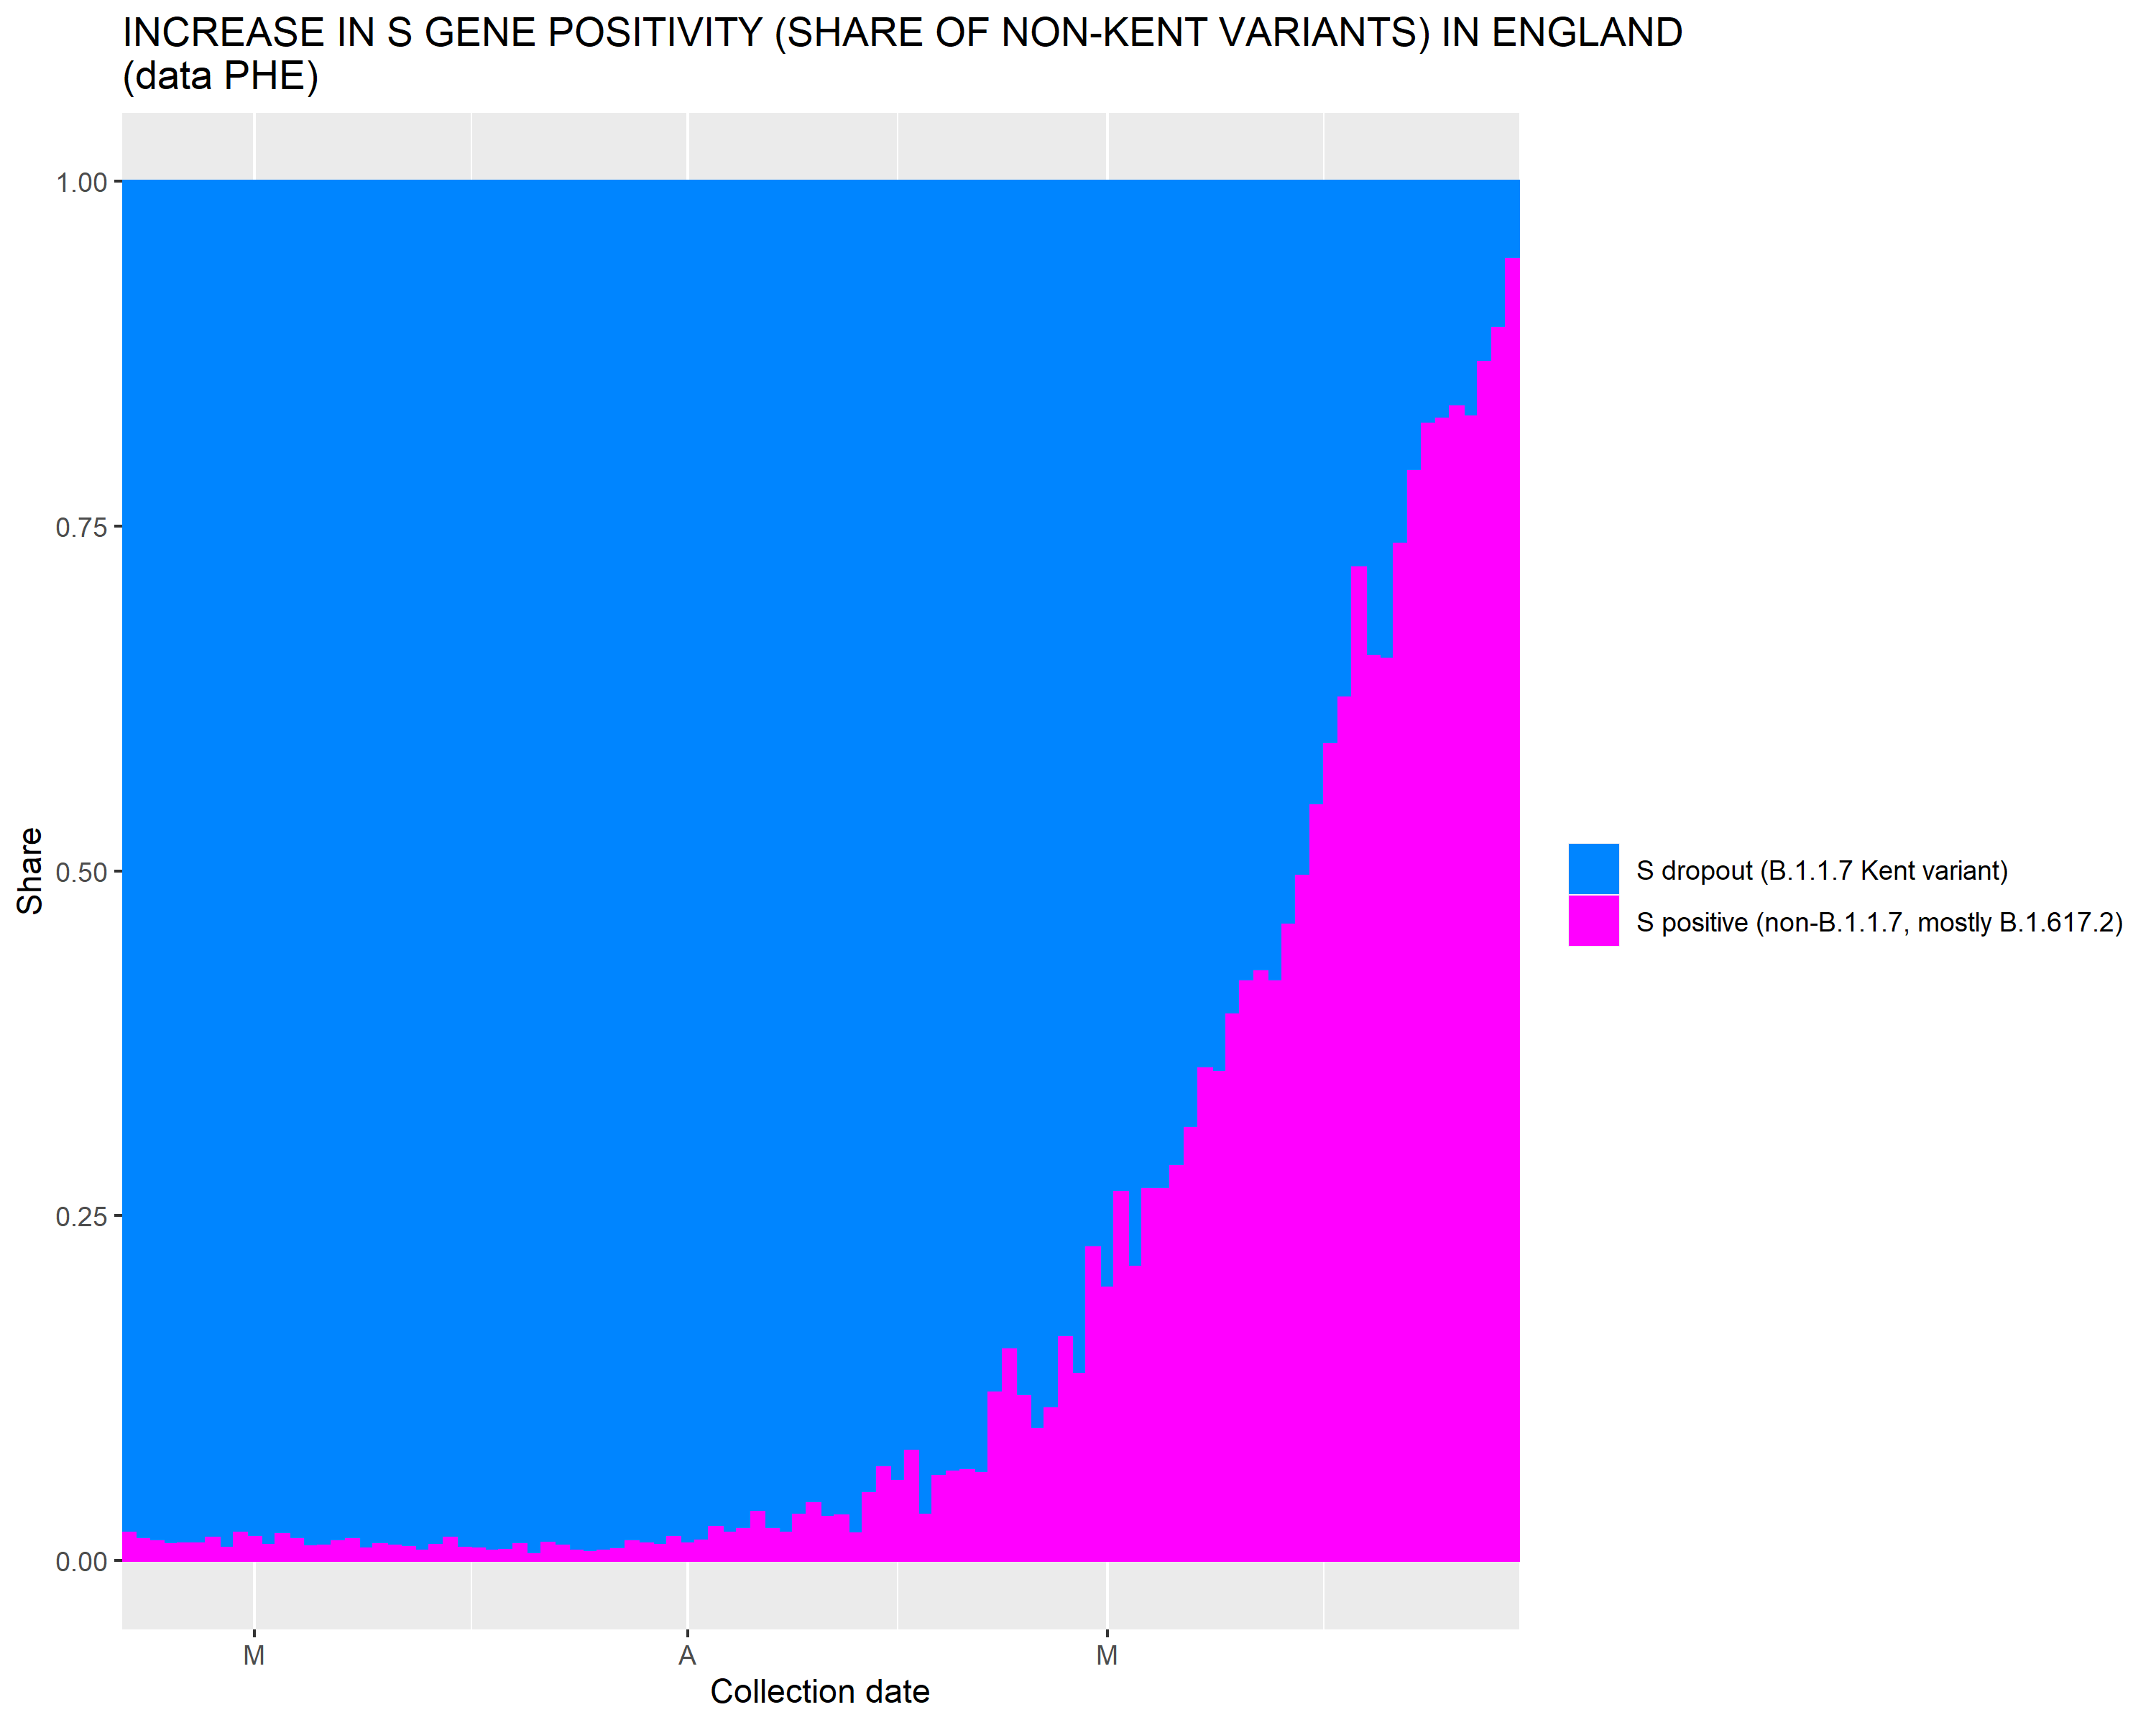 INCREASE IN S GENE POSITIVITY (SHARE OF NON-KENT VARIANTS) IN ENGLAND
(data PHE)
1.00
0.75
0.50
0.25
0.00
Share
M
A
M
Collection date
S dropout (B.1.1.7 Kent variant)
S positive (non-B.1.1.7, mostly B.1.617.2)